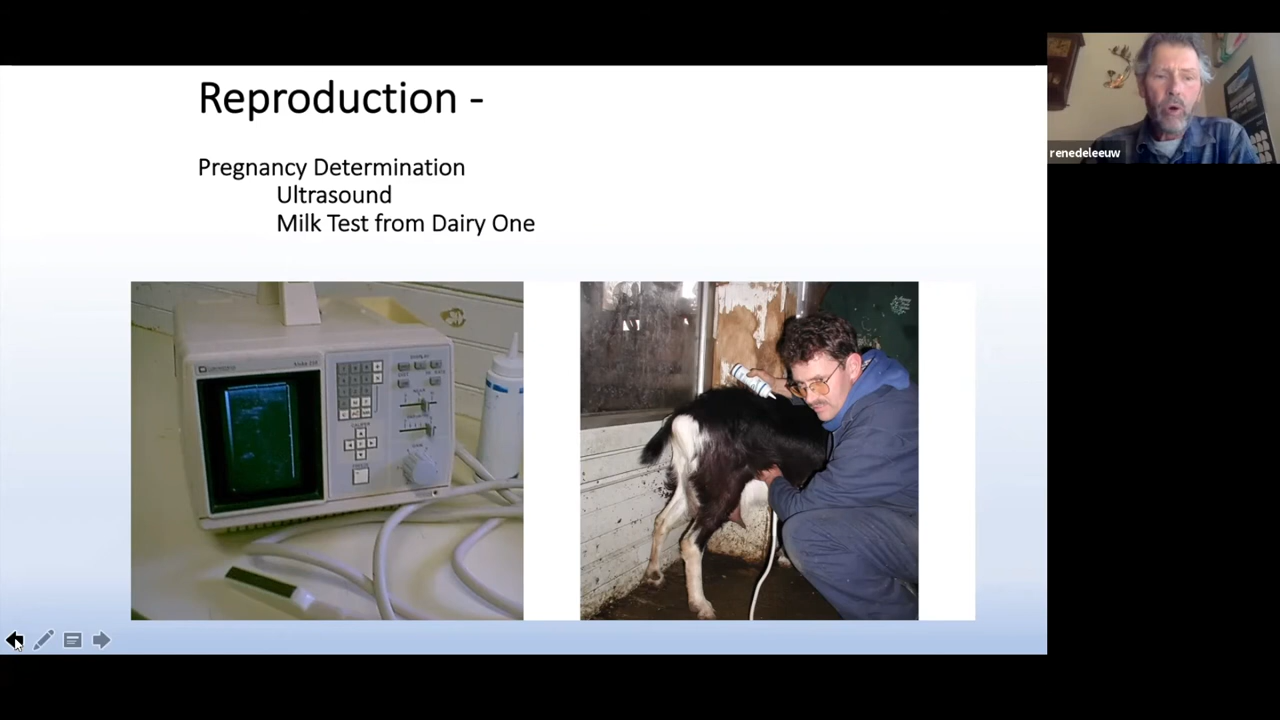 Reproduction -
Pregnancy Determination
Ultrasound
Milk Test from Dairy One
renedeleeuw